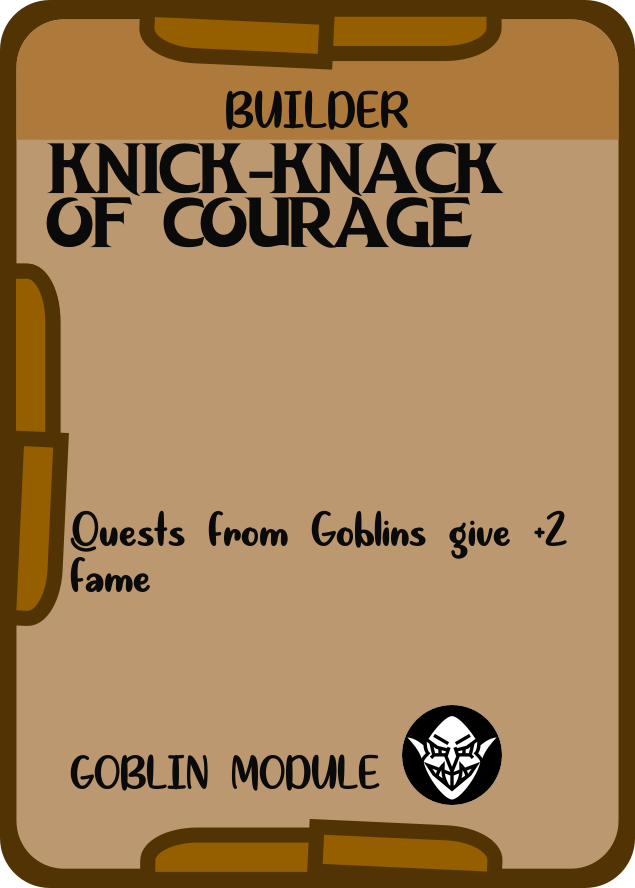 BUILDER
KNICK-KNACK
OF COURAGE
Quests from Goblins give +2
fame
GOBLIN MODULE